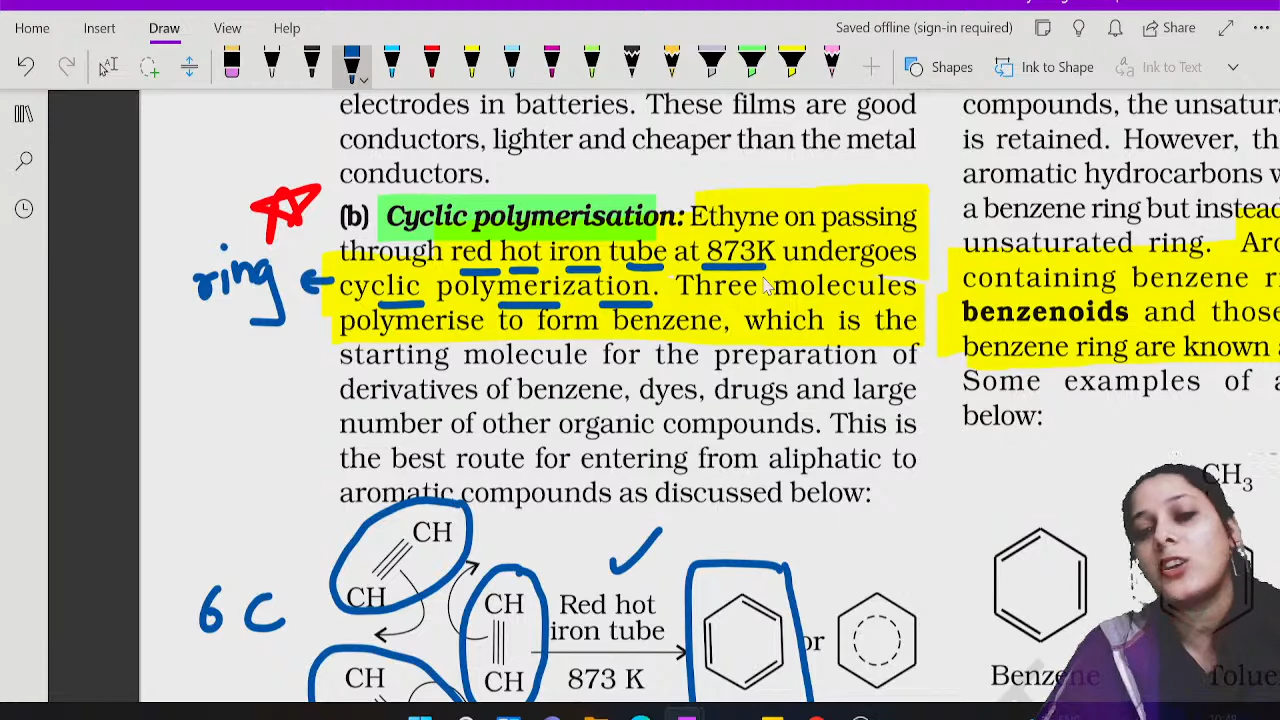 Home Insert Draw View Help
Saved offline (sign-in required)
Share
Shapes
Ink to Shape
Ink to Text
electrodes in batteries. These films are good
conductors, lighter and cheaper than the metal
conductors.
(b) Cyclic polymerisation: Ethyne on passing
through red hot iron tube at 873K undergoes
cyclic polymerization. Three molecules
polymerise to form benzene, which is the
starting molecule for the preparation of
derivatives of benzene, dyes, drugs and large
number of other organic compounds. This is
the best route for entering from aliphatic to
aromatic compounds as discussed below:
ring
6 C
CH
CH
CH
CH
CH
Red hot
iron tube
873 K
or
compounds, the unsatura
is retained. However, th
aromatic hydrocarbons w
a benzene ring but instead
unsaturated ring. Aro
containing benzene ri
benzenoids and those
benzene ring are known a
Some examples of a
below:
CH3
Benzene
Toluene